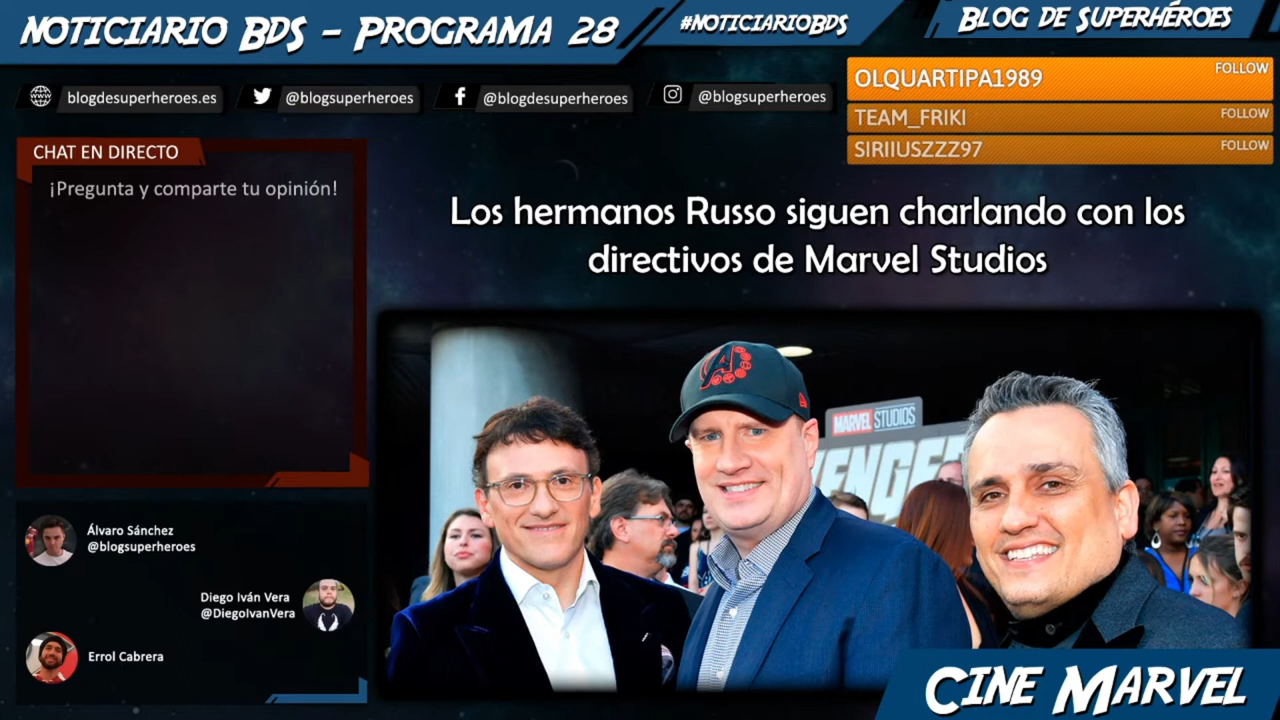 NOTICIARIO BDS - PROGRAMA 28
#NOTICIARIOBDS
BLOG DE SUPERHÉROES
www
blogdesuperheroes.es
@blogsuperheroes
@blogdesuperheroes
@blogsuperheroes
OLQUARTIPA1989
FOLLOW
TEAM_FRIKI
FOLLOW
SIRIIUSZZZ97
FOLLOW
CHAT EN DIRECTO
¡Pregunta y comparte tu opinión!
Los hermanos Russo siguen charlando con los
directivos de Marvel Studios
MARVEL STUDIOS
Álvaro Sánchez
@blogsuperheroes
Diego Iván Vera
@DiegoIvanVera
Errol Cabrera
CINE MARVEL